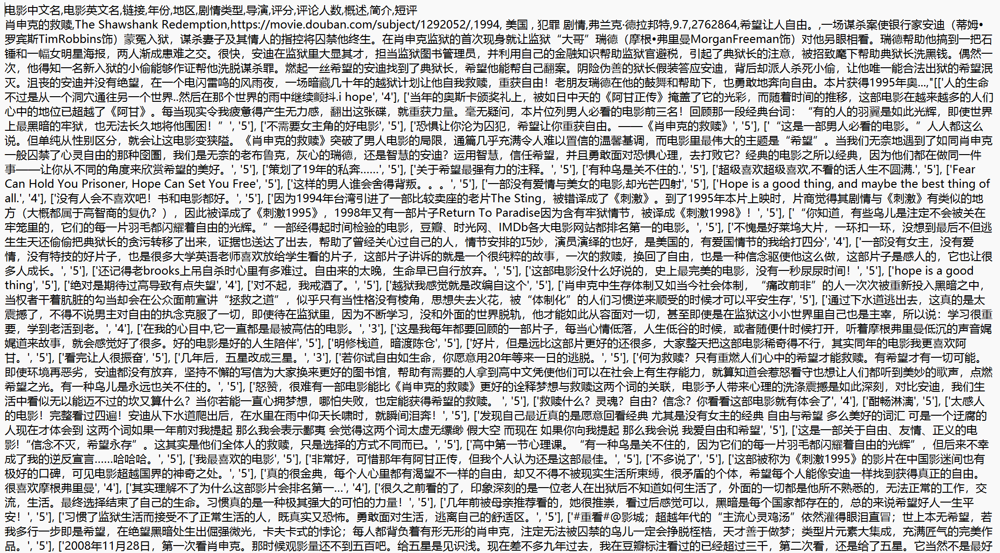 电影中文名,电影英文名,链接,年份,地区,剧情类型,导演,评分,评论人数,概述,简介,短评
肖申克的救赎,The Shawshank Redemption,https://movie.douban.com/subject/1292052/,1994, 美国 , 犯罪 剧情,弗兰克·德拉邦特,9.7,2762864,希望让人自由。,一场谋杀案使银行家安迪（蒂姆•
罗宾斯TimRobbins饰）蒙冤入狱，谋杀妻子及其情人的指控将囚禁他终生。在肖申克监狱的首次现身就让监狱“大哥”瑞德（摩根•弗里曼MorganFreeman饰）对他另眼相看。瑞德帮助他搞到一把石
锤和一幅女明星海报，两人渐成患难之交。很快，安迪在监狱里大显其才，担当监狱图书管理员，并利用自己的金融知识帮助监狱官避税，引起了典狱长的注意，被招致麾下帮助典狱长洗黑钱。偶然一
次，他得知一名新入狱的小偷能够作证帮他洗脱谋杀罪。燃起一丝希望的安迪找到了典狱长，希望他能帮自己翻案。阴险伪善的狱长假装答应安迪，背后却派人杀死小偷，让他唯一能合法出狱的希望泯
灭。沮丧的安迪并没有绝望，在一个电闪雷鸣的风雨夜，一场暗藏几十年的越狱计划让他自我救赎，重获自由！老朋友瑞德在他的鼓舞和帮助下，也勇敢地奔向自由。本片获得1995年奥...,"[['人的生命
不过是从一个洞穴通往另一个世界..然后在那个世界的雨中继续颤抖.i hope', '4'], ['当年的奥斯卡颁奖礼上，被如日中天的《阿甘正传》掩盖了它的光彩，而随着时间的推移，这部电影在越来越多的人们
心中的地位已超越了《阿甘》。每当现实令我疲惫得产生无力感，翻出这张碟，就重获力量。毫无疑问，本片位列男人必看的电影前三名！回顾那一段经典台词：“有的人的羽翼是如此光辉，即使世界
上最黑暗的牢狱，也无法长久地将他围困！”', '5'], ['不需要女主角的好电影', '5'], ['恐惧让你沦为囚犯，希望让你重获自由。——《肖申克的救赎》', '5'], ['“这是一部男人必看的电影。”人人都这么
说。但单纯从性别区分，就会让这电影变狭隘。《肖申克的救赎》突破了男人电影的局限，通篇几乎充满令人难以置信的温馨基调，而电影里最伟大的主题是“希望”。当我们无奈地遇到了如同肖申克
一般囚禁了心灵自由的那种囹圄，我们是无奈的老布鲁克，灰心的瑞德，还是智慧的安迪？运用智慧，信任希望，并且勇敢面对恐惧心理，去打败它？经典的电影之所以经典，因为他们都在做同一件
事——让你从不同的角度来欣赏希望的美好。', '5'], ['策划了19年的私奔……', '5'], ['关于希望最强有力的注释。', '5'], ['有种鸟是关不住的.', '5'], ['超级喜欢超级喜欢,不看的话人生不圆满.', '5'], ['Fear
Can Hold You Prisoner, Hope Can Set You Free', '5'], ['这样的男人谁会舍得背叛。。。', '5'], ['一部没有爱情与美女的电影,却光芒四射', '5'], ['Hope is a good thing, and maybe the best thing of
all.', '4'], ['没有人会不喜欢吧！书和电影都好。', '5'], ['因为1994年台湾引进了一部比较卖座的老片The Sting，被错译成了《刺激》。到了1995年本片上映时，片商觉得其剧情与《刺激》有类似的地
方（大概都属于高智商的复仇？），因此被译成了《刺激1995》，1998年又有一部片子Return To Paradise因为含有牢狱情节，被译成《刺激1998》！', '5'], ['“你知道，有些鸟儿是注定不会被关在
牢笼里的，它们的每一片羽毛都闪耀着自由的光辉。”一部经得起时间检验的电影，豆瓣、时光网、IMDb各大电影网站都排名第一的电影。', '5'], ['不愧是好莱坞大片，一环扣一环，没想到最后不但逃
生生天还偷偷把典狱长的贪污转移了出来，证据也送达了出去，帮助了曾经关心过自己的人，情节安排的巧妙，演员演绎的也好，是美国的，有爱国情节的我给打四分', '4'], ['一部没有女主，没有爱
情，没有特技的好片子，也是很多大学英语老师喜欢放给学生看的片子，这部片子讲诉的就是一个很纯粹的故事，一次的救赎，换回了自由，也是一种信念驱使他这么做，这部片子是感人的，它也让很
多人成长。', '5'], ['还记得老brooks上吊自杀时心里有多难过。自由来的太晚，生命早已自行放弃。', '5'], ['这部电影没什么好说的，史上最完美的电影，没有一秒尿尿时间！', '5'], ['hope is a good
thing', '5'], ['绝对是期待过高导致有点失望', '4'], ['对不起，我戒酒了。', '5'], ['越狱我感觉就是改编自这个', '5'], ['肖申克中生存体制又如当今社会体制，“痛改前非”的人一次次被重新投入黑暗之中，
当权者干着肮脏的勾当却会在公众面前宣讲“拯救之道”，似乎只有当性格没有棱角，思想失去火花，被“体制化”的人们习惯逆来顺受的时候才可以平安生存', '5'], ['通过下水道逃出去，这真的是太
震撼了，不得不说男主对自由的执念克服了一切，即使待在监狱里，因为不断学习，没和外面的世界脱轨，他才能如此从容面对一切，甚至即使是在监狱这小小世界里自己也是主宰，所以说：学习很重
要，学到老活到老。', '4'], ['在我的心目中,它一直都是最被高估的电影。', '3'], ['这是我每年都要回顾的一部片子，每当心情低落，人生低谷的时候，或者随便什时候打开，听着摩根弗里曼低沉的声音娓
娓道来故事，就会感觉好了很多。好的电影是好的人生陪伴', '5'], ['明修栈道，暗渡陈仓', '5'], ['好片，但是远比这部片更好的还很多，大家整天把这部电影稀奇得不行，其实同年的电影我更喜欢阿
甘。', '5'], ['看完让人很振奋', '5'], ['几年后，五星改成三星。', '3'], ['若你试自由如生命，你愿意用20年等来一日的逃脱。', '5'], ['何为救赎？只有重燃人们心中的希望才能救赎。有希望才有一切可能。
即使环境再恶劣，安迪都没有放弃，坚持不懈的写信为大家换来更好的图书馆，帮助有需要的人拿到高中文凭使他们可以在社会上有生存能力，就算知道会惹怒看守也想让人们都听到美妙的歌声，点燃
希望之光。有一种鸟儿是永远也关不住的。', '5'], ['怒赞，很难有一部电影能比《肖申克的救赎》更好的诠释梦想与救赎这两个词的关联，电影予人带来心理的洗涤震撼是如此深刻，对比安迪，我们生
活中看似无以能迈不过的坎又算什么？当你若能一直心拥梦想，哪怕失败，也定能获得希望的救赎。 ', '5'], ['救赎什么？灵魂？自由？信念？你看看这部电影就有体会了', '4'], ['酣畅淋漓', '5'], ['太感人
的电影！完整看过四遍！安迪从下水道爬出后，在水里在雨中仰天长啸时，就瞬间泪奔！', '5'], ['发现自己最近真的是愿意回看经典 尤其是没有女主的经典 自由与希望 多么美好的词汇 可是一个迂腐的
人现在才体会到 这两个词如果一年前对我提起 那么我会表示鄙夷 会觉得这两个词太虚无缥缈 假大空 而现在 如果你向我提起 那么我会说 我爱自由和希望', '5'], ['这是一部关于自由、友情、正义的电
影!“信念不灭，希望永存”。这其实是他们全体人的救赎，只是选择的方式不同而已。', '5'], ['高中第一节心理课。“有一种鸟是关不住的，因为它们的每一片羽毛都闪耀着自由的光辉”，但后来不幸
成了我的逆反宣言……哈哈哈。', '5'], ['我最喜欢的电影', '5'], ['非常好，可惜那年有阿甘正传，但我个人认为还是这部最佳。', '5'], ['不多说了', '5'], ['这部被称为《刺激1995》的影片在中国影迷间也有
极好的口碑，可见电影超越国界的神奇之处。', '5'], ['真的很金典，每个人心里都有渴望不一样的自由，却又不得不被现实生活所束缚，很矛盾的个体，希望每个人能像安迪一样找到获得真正的自由。
很喜欢摩根弗里曼', '4'], ['其实理解不了为什么这部影片会排名第一...', '4'], ['很久之前看的了，印象深刻的是一位老人在出狱后不知道如何生活了，外面的一切都是他所不熟悉的，无法正常的工作，交
流，生活。最终选择结束了自己的生命。习惯真的是一种极其强大的可怕的力量！', '5'], ['几年前被母亲推荐看的，她很推崇，看过后感觉可以，黑暗是每个国家都存在的，总的来说希望好人一生平
安！', '5'], ['习惯了监狱生活而接受不了正常生活的人，既真实又恐怖。勇敢面对生活，逃离自己的舒适区。', '5'], ['#重看#@影城；超越年代的“主流心灵鸡汤”依然灌得眼泪直冒；世上本无希望，若
我多行一步即是希望，在绝望黑暗处生出倔强微光，卡夫卡式的悖论；每人都背负着有形无形的肖申克，注定无法被囚禁的鸟儿一定会挣脱桎梏，天才善于做梦；类型片元素大集成，充满匠气的完美作
品。', '5'], ['2008年11月28日，第一次看肖申克。那时候观影量还不到五百吧。给五星是见识浅。现在差不多九年过去，我在豆瓣标注看过的已经超过三千，第二次看，还是给了五星。它当然不是最好